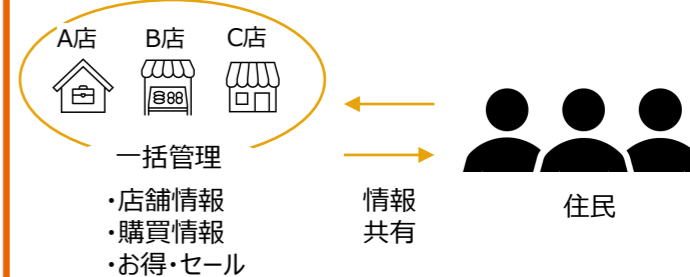 A店 B店 C店
一括管理
・店舗情報
・購買情報
・お得・セール
情報
共有
住民